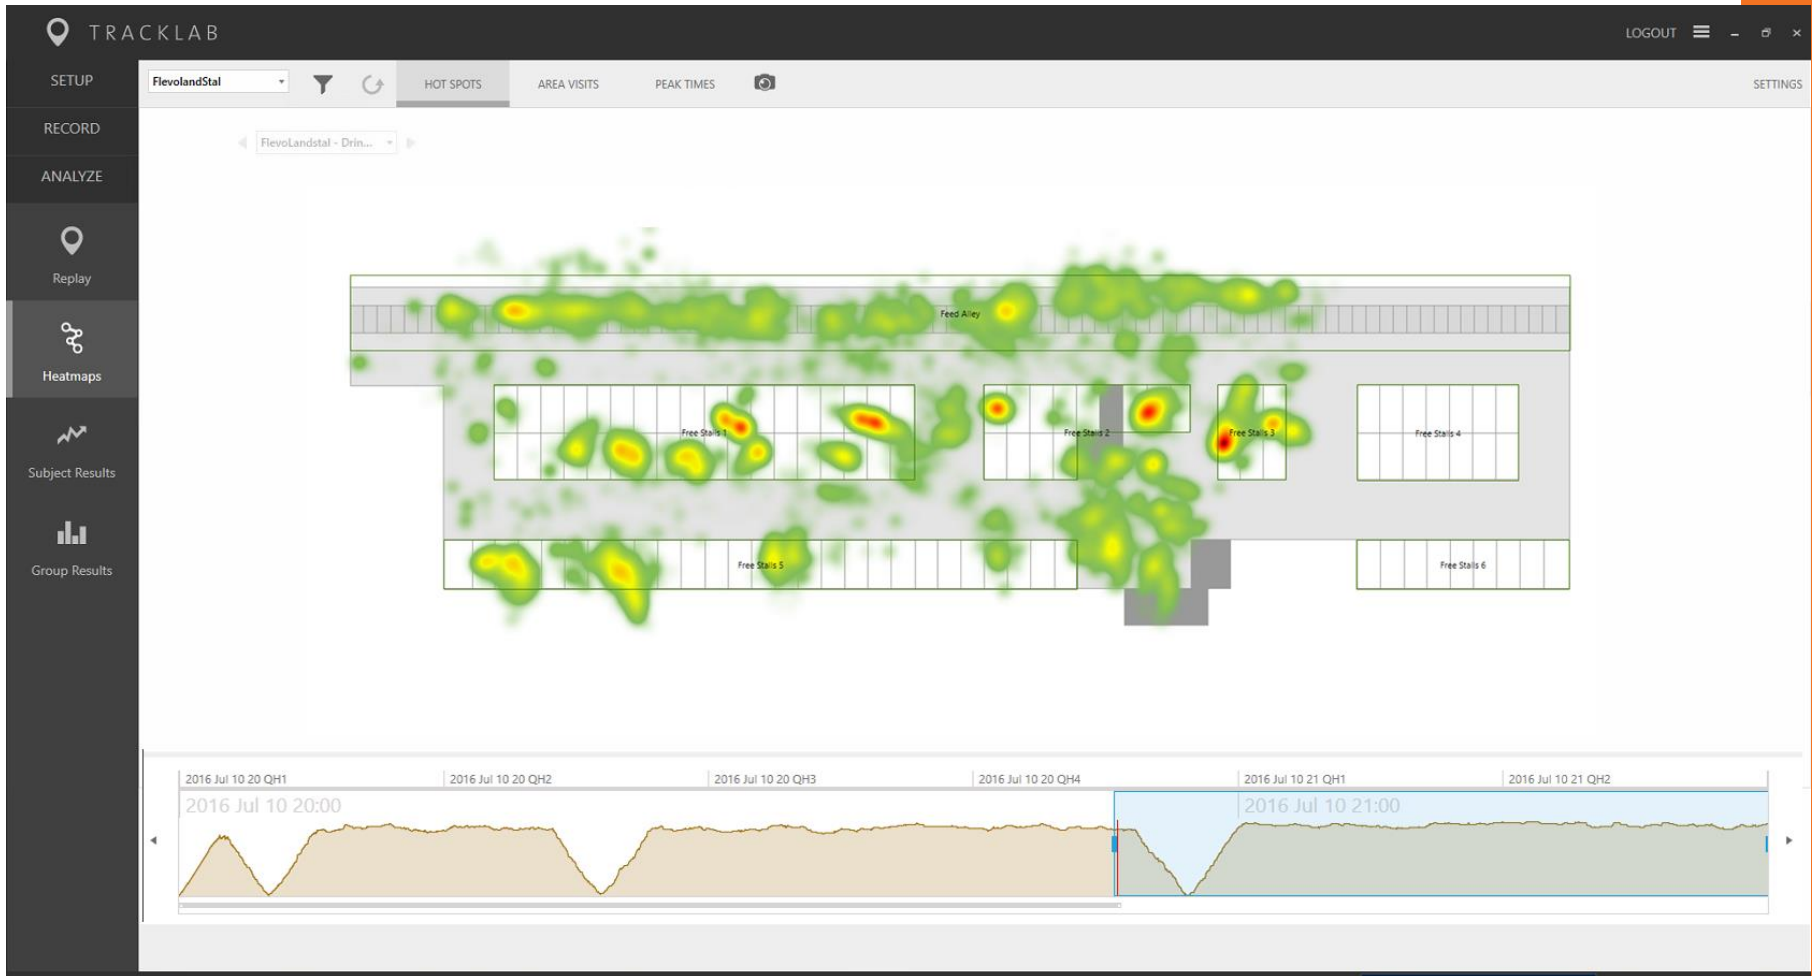 TRACKLAB
LOGOUT
SETUP
FlevolandStal
HOT SPOTS
AREA VISITS
PEAK TIMES
SETTINGS
RECORD
FlevoLandstal - Drin...
ANALYZE
Replay
Heatmaps
Subject Results
Group Results
Feed Alley
Free Stalls 1
Free Stalls 2
Free Stalls 3
Free Stalls 4
Free Stalls 5
Free Stalls 6
2016 Jul 10 20 QH1
2016 Jul 10 20 QH2
2016 Jul 10 20 QH3
2016 Jul 10 20 QH4
2016 Jul 10 21 QH1
2016 Jul 10 21 QH2
2016 Jul 10 20:00
2016 Jul 10 21:00